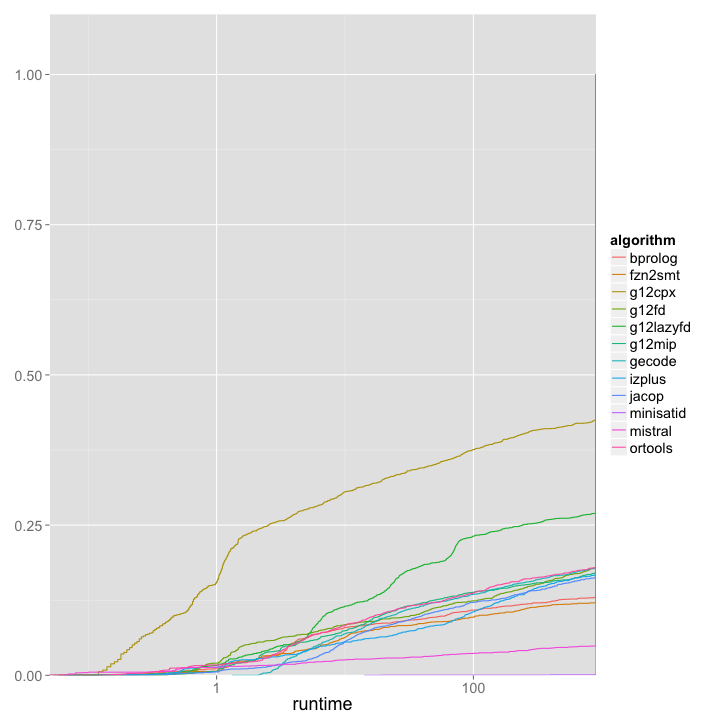 1.00
0.75
0.50
0.25
0.00
1
100
runtime
algorithm
bprolog
fzn2smt
g12cpx
g12fd
g12lazyfd
g12mip
gecode
izplus
jacop
minisatid
mistral
ortools